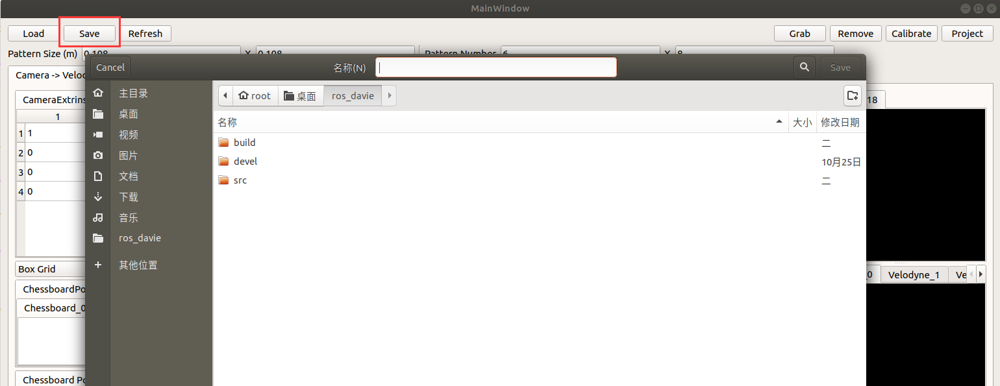 MainWindow
Load Save Refresh Grab Remove Calibrate Project
Pattern Size (m) 0.108 X 0.108 Pattern Number 6 X 8
Cancel 名称(N) Save
Camera -> Veloc
主目录 root 桌面 ros_davie
CameraExtrins 18
桌面
1 名称 大小 修改日期
1 1 视频
build 二
2 0 图片
devel 10月25日
3 0 文档
src 二
4 0 下载
音乐
ros_davie
其他位置
Box Grid
_0 Velodyne_1 Ve
ChessboardPo
Chessboard_0
Chessboard Po